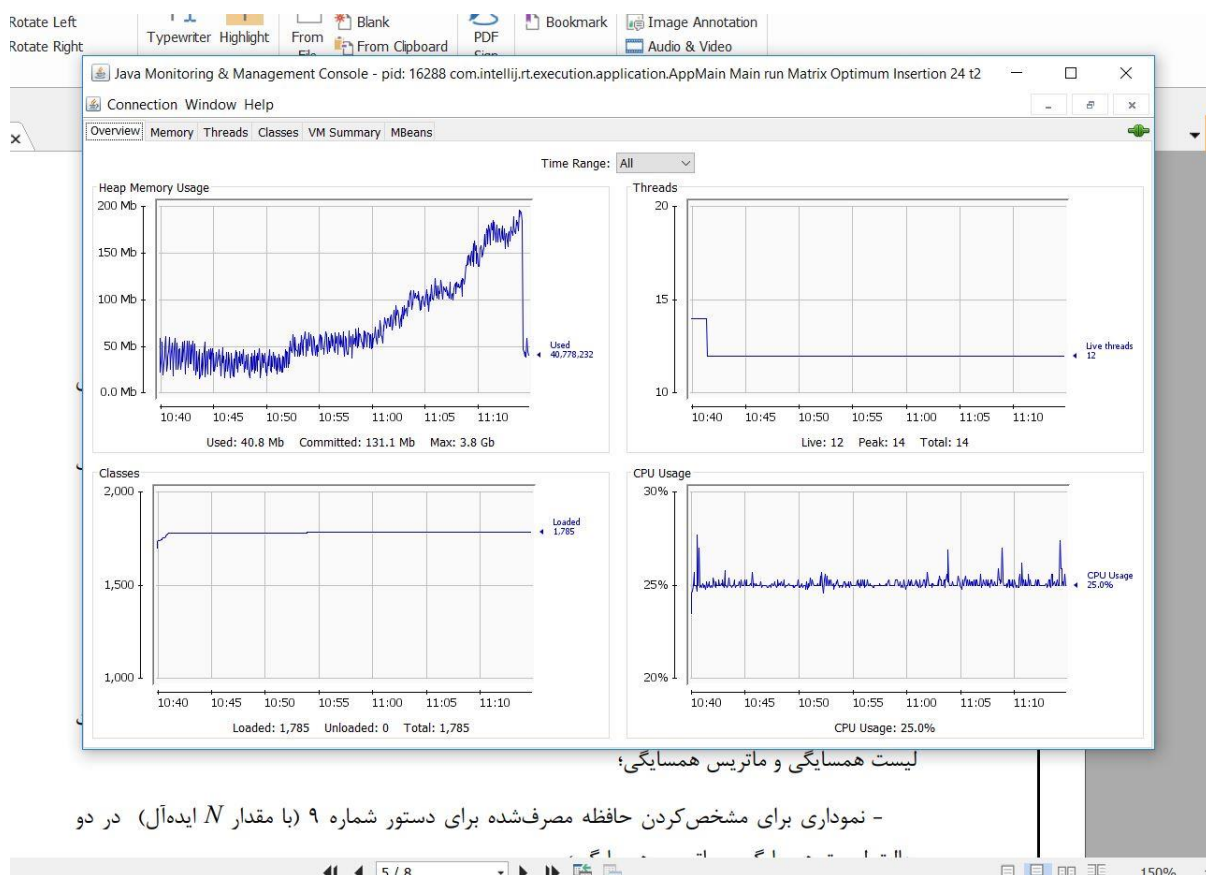 Rotate Left
Rotate Right
Typewriter Highlight From
Blank
From Clipboard
PDF
Bookmark
Image Annotation
Audio & Video
Java Monitoring & Management Console - pid: 16288 com.intellij.rt.execution.application.AppMain Main run Matrix Optimum Insertion 24 t2
Connection Window Help
Overview Memory Threads Classes VM Summary MBeans
Time Range: All
Heap Memory Usage
200 Mb
150 Mb
100 Mb
50 Mb
0.0 Mb
Used
40,778,232
10:40 10:45 10:50 10:55 11:00 11:05 11:10
Used: 40.8 Mb Committed: 131.1 Mb Max: 3.8 Gb
Threads
20
15
10
Live threads
12
10:40 10:45 10:50 10:55 11:00 11:05 11:10
Live: 12 Peak: 14 Total: 14
Classes
2,000
1,500
1,000
Loaded
1,785
10:40 10:45 10:50 10:55 11:00 11:05 11:10
Loaded: 1,785 Unloaded: 0 Total: 1,785
CPU Usage
30%
25%
20%
CPU Usage
25.0%
10:40 10:45 10:50 10:55 11:00 11:05 11:10
CPU Usage: 25.0%
لیست همسایگی و ماتریس همسایگی؛
- نموداری برای مشخص‌کردن حافظه مصرف‌شده برای دستور شماره ۹ (با مقدار N ایده‌آل) در دو
5 / 8
150%